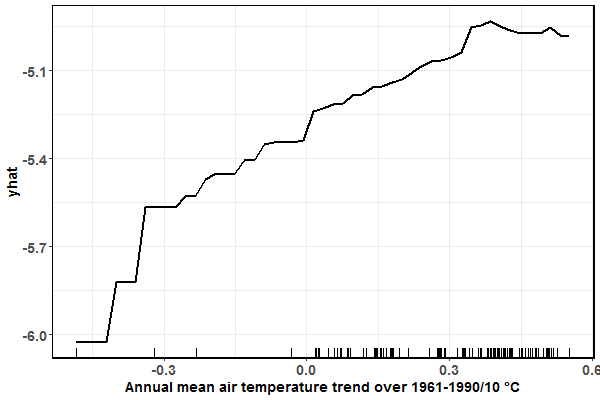 yhat
-5.1
-5.4
-5.7
-6.0
-0.3 0.0 0.3 0.6
Annual mean air temperature trend over 1961-1990/10 °C